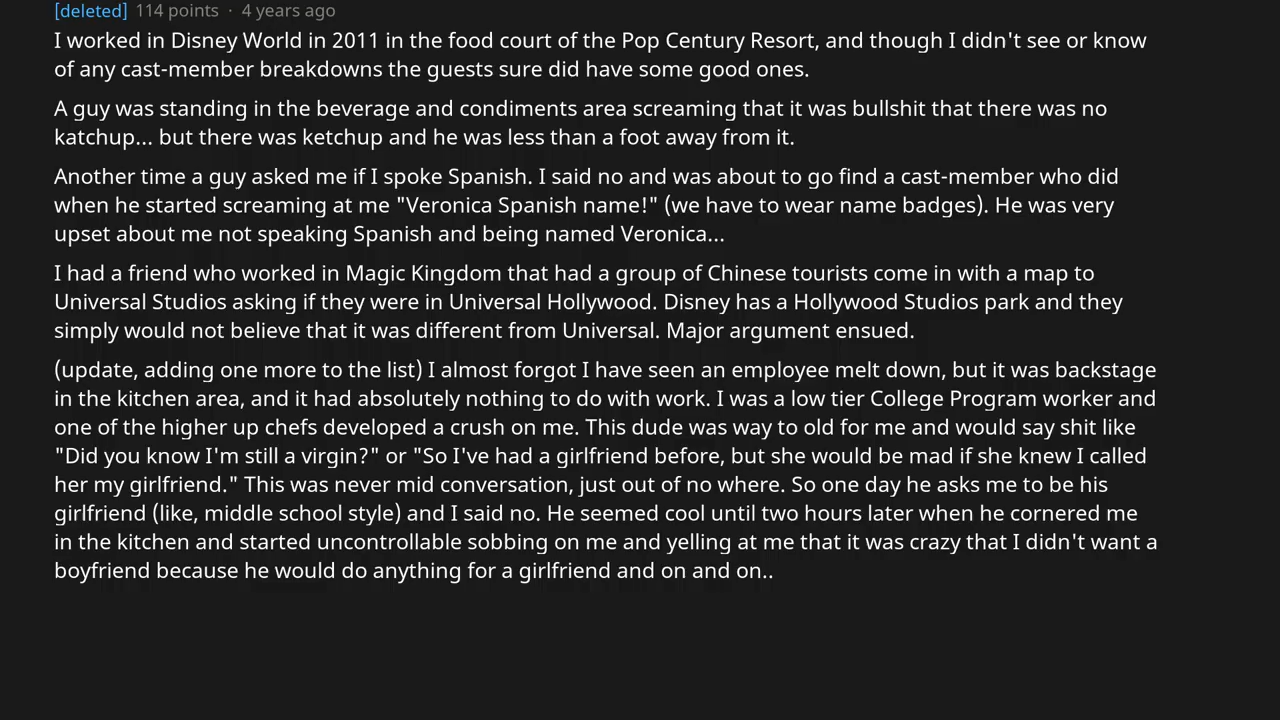 [deleted] 114 points · 4 years ago
I worked in Disney World in 2011 in the food court of the Pop Century Resort, and though I didn't see or know
of any cast-member breakdowns the guests sure did have some good ones.
A guy was standing in the beverage and condiments area screaming that it was bullshit that there was no
katchup... but there was ketchup and he was less than a foot away from it.
Another time a guy asked me if I spoke Spanish. I said no and was about to go find a cast-member who did
when he started screaming at me "Veronica Spanish name!" (we have to wear name badges). He was very
upset about me not speaking Spanish and being named Veronica...
I had a friend who worked in Magic Kingdom that had a group of Chinese tourists come in with a map to
Universal Studios asking if they were in Universal Hollywood. Disney has a Hollywood Studios park and they
simply would not believe that it was different from Universal. Major argument ensued.
(update, adding one more to the list) I almost forgot I have seen an employee melt down, but it was backstage
in the kitchen area, and it had absolutely nothing to do with work. I was a low tier College Program worker and
one of the higher up chefs developed a crush on me. This dude was way to old for me and would say shit like
"Did you know I'm still a virgin?" or "So I've had a girlfriend before, but she would be mad if she knew I called
her my girlfriend." This was never mid conversation, just out of no where. So one day he asks me to be his
girlfriend (like, middle school style) and I said no. He seemed cool until two hours later when he cornered me
in the kitchen and started uncontrollable sobbing on me and yelling at me that it was crazy that I didn't want a
boyfriend because he would do anything for a girlfriend and on and on..